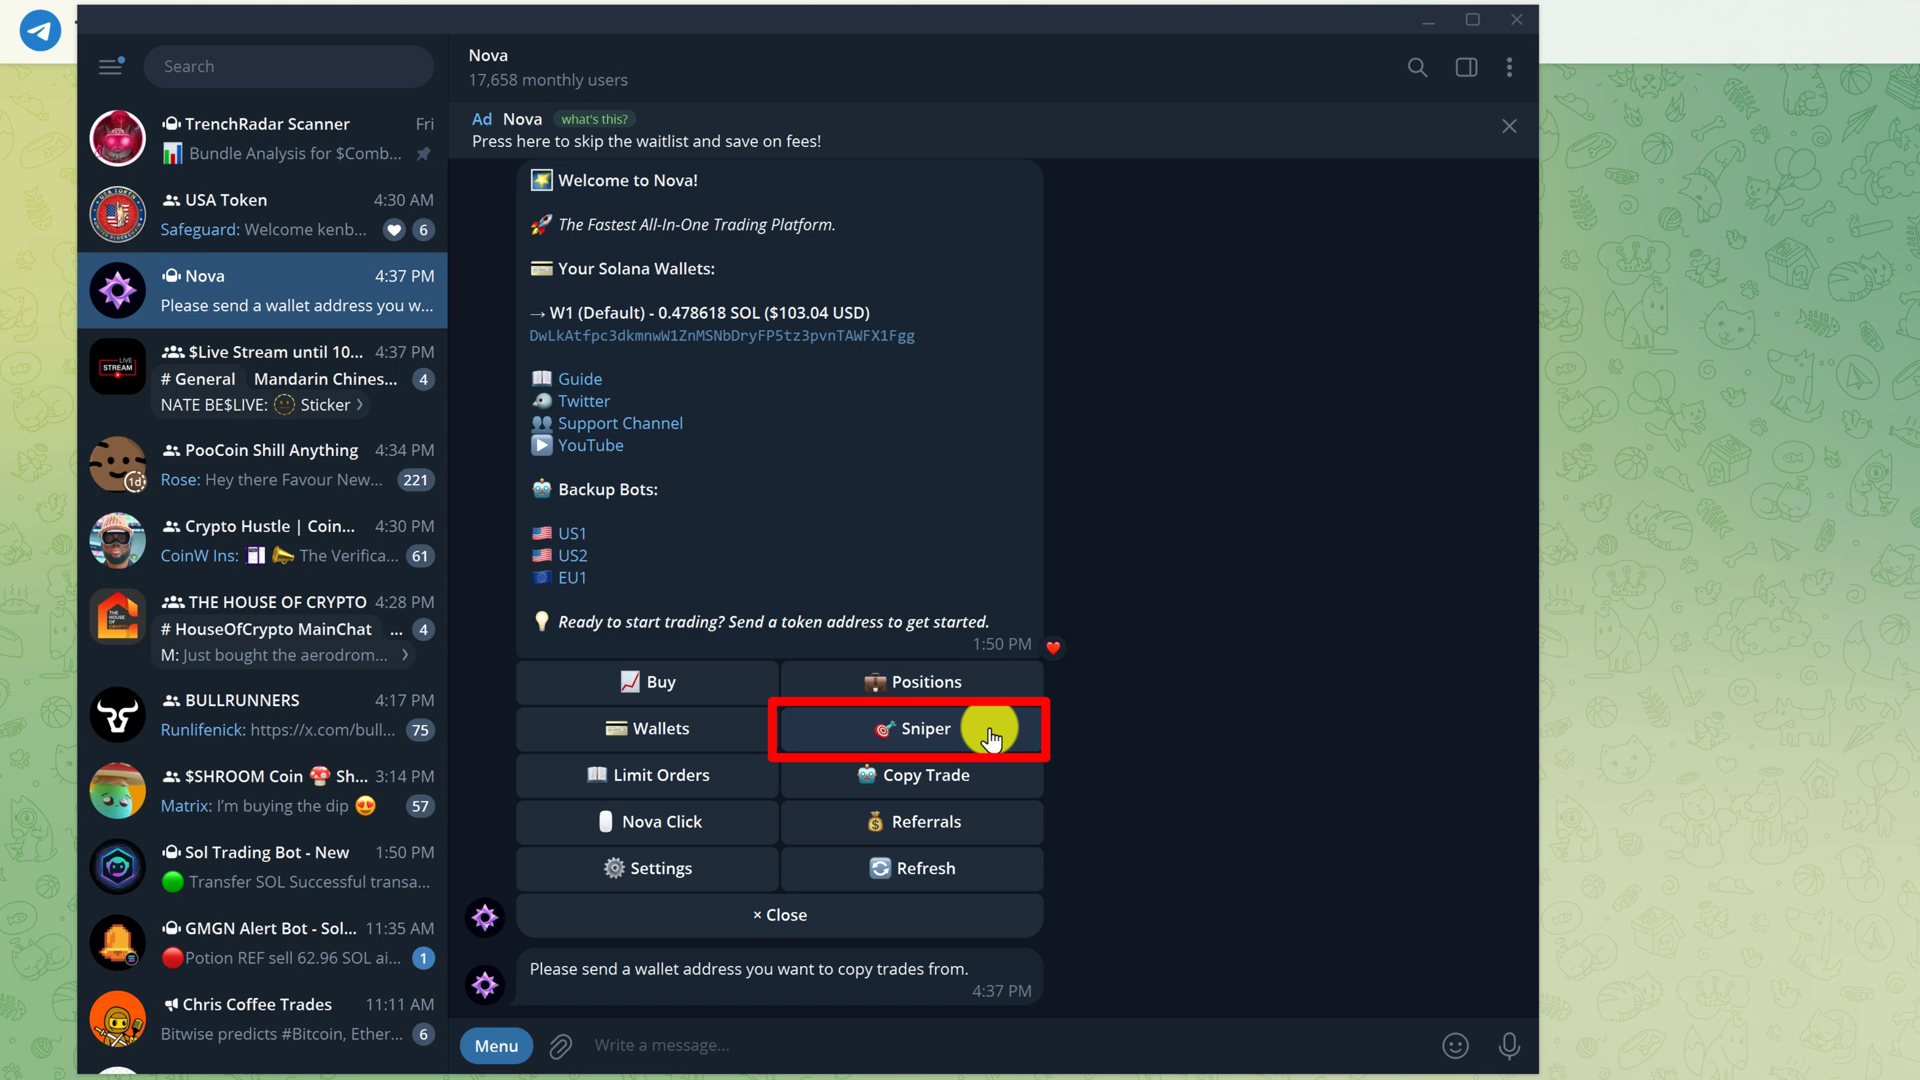 Search
TrenchRadar Scanner Fri
Bundle Analysis for $Comb...
USA Token 4:30 AM
Safeguard: Welcome kenb... 6
Nova 4:37 PM
Please send a wallet address you w...
LIVE STREAM
$Live Stream until 10... 4:37 PM
# General Mandarin Chines... 4
NATE BE$LIVE: Sticker >
PooCoin Shill Anything 4:34 PM
1d
Rose: Hey there Favour New... 221
Crypto Hustle | Coin... 4:30 PM
CoinW Ins: The Verifica... 61
THE HOUSE OF CRYPTO 4:28 PM
# HouseOfCrypto MainChat ... 4
M: Just bought the aerodrom... >
BULLRUNNERS 4:17 PM
Runlifenick: https://x.com/bull... 75
$SHROOM Coin Sh... 3:14 PM
Matrix: I'm buying the dip 57
Sol Trading Bot - New 1:50 PM
Transfer SOL Successful transa...
GMGN Alert Bot - Sol... 11:35 AM
Potion REF sell 62.96 SOL ai... 1
Chris Coffee Trades 11:11 AM
Bitwise predicts #Bitcoin, Ether... 6
Nova
17,658 monthly users
Ad Nova what's this?
Press here to skip the waitlist and save on fees!
Welcome to Nova!
The Fastest All-In-One Trading Platform.
Your Solana Wallets:
→ W1 (Default) - 0.478618 SOL ($103.04 USD)
DwLkAtfpc3dkmnwW1ZnMSNbDryFP5tz3pvnTAWFX1Fgg
Guide
Twitter
Support Channel
YouTube
Backup Bots:
US1
US2
EU1
Ready to start trading? Send a token address to get started.
1:50 PM
Buy Positions
Wallets Sniper
Limit Orders Copy Trade
Nova Click Referrals
Settings Refresh
× Close
Please send a wallet address you want to copy trades from.
4:37 PM
Menu Write a message...